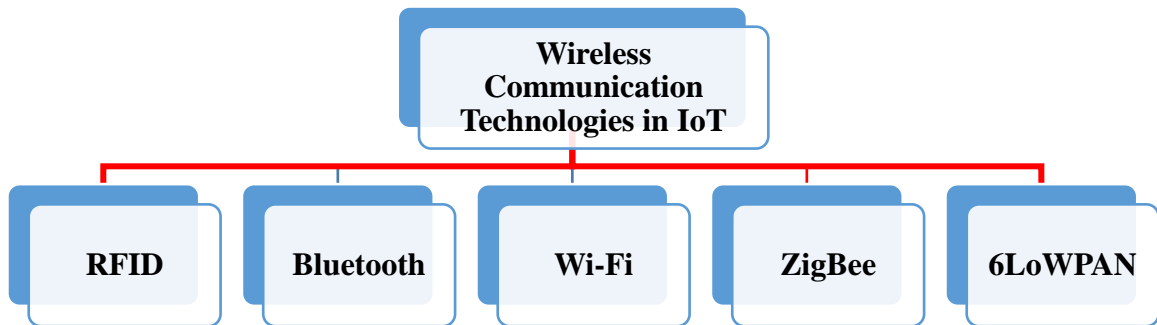 Wireless
Communication
Technologies in IoT
RFID
Bluetooth
Wi-Fi
ZigBee
6LoWPAN